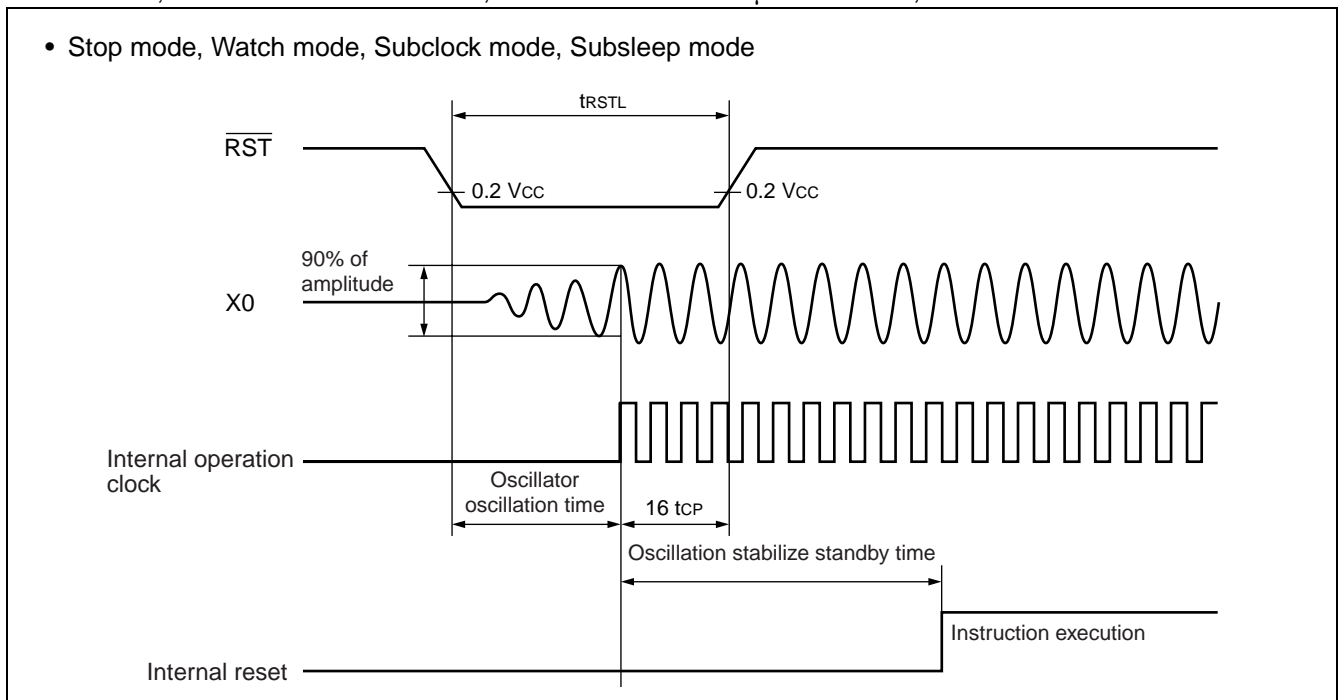 • Stop mode, Watch mode, Subclock mode, Subsleep mode
tRSTL
RST
0.2 VCC
0.2 VCC
90% of
amplitude
X0
Internal operation
clock
Oscillator
oscillation time
16 tCP
Oscillation stabilize standby time
Instruction execution
Internal reset